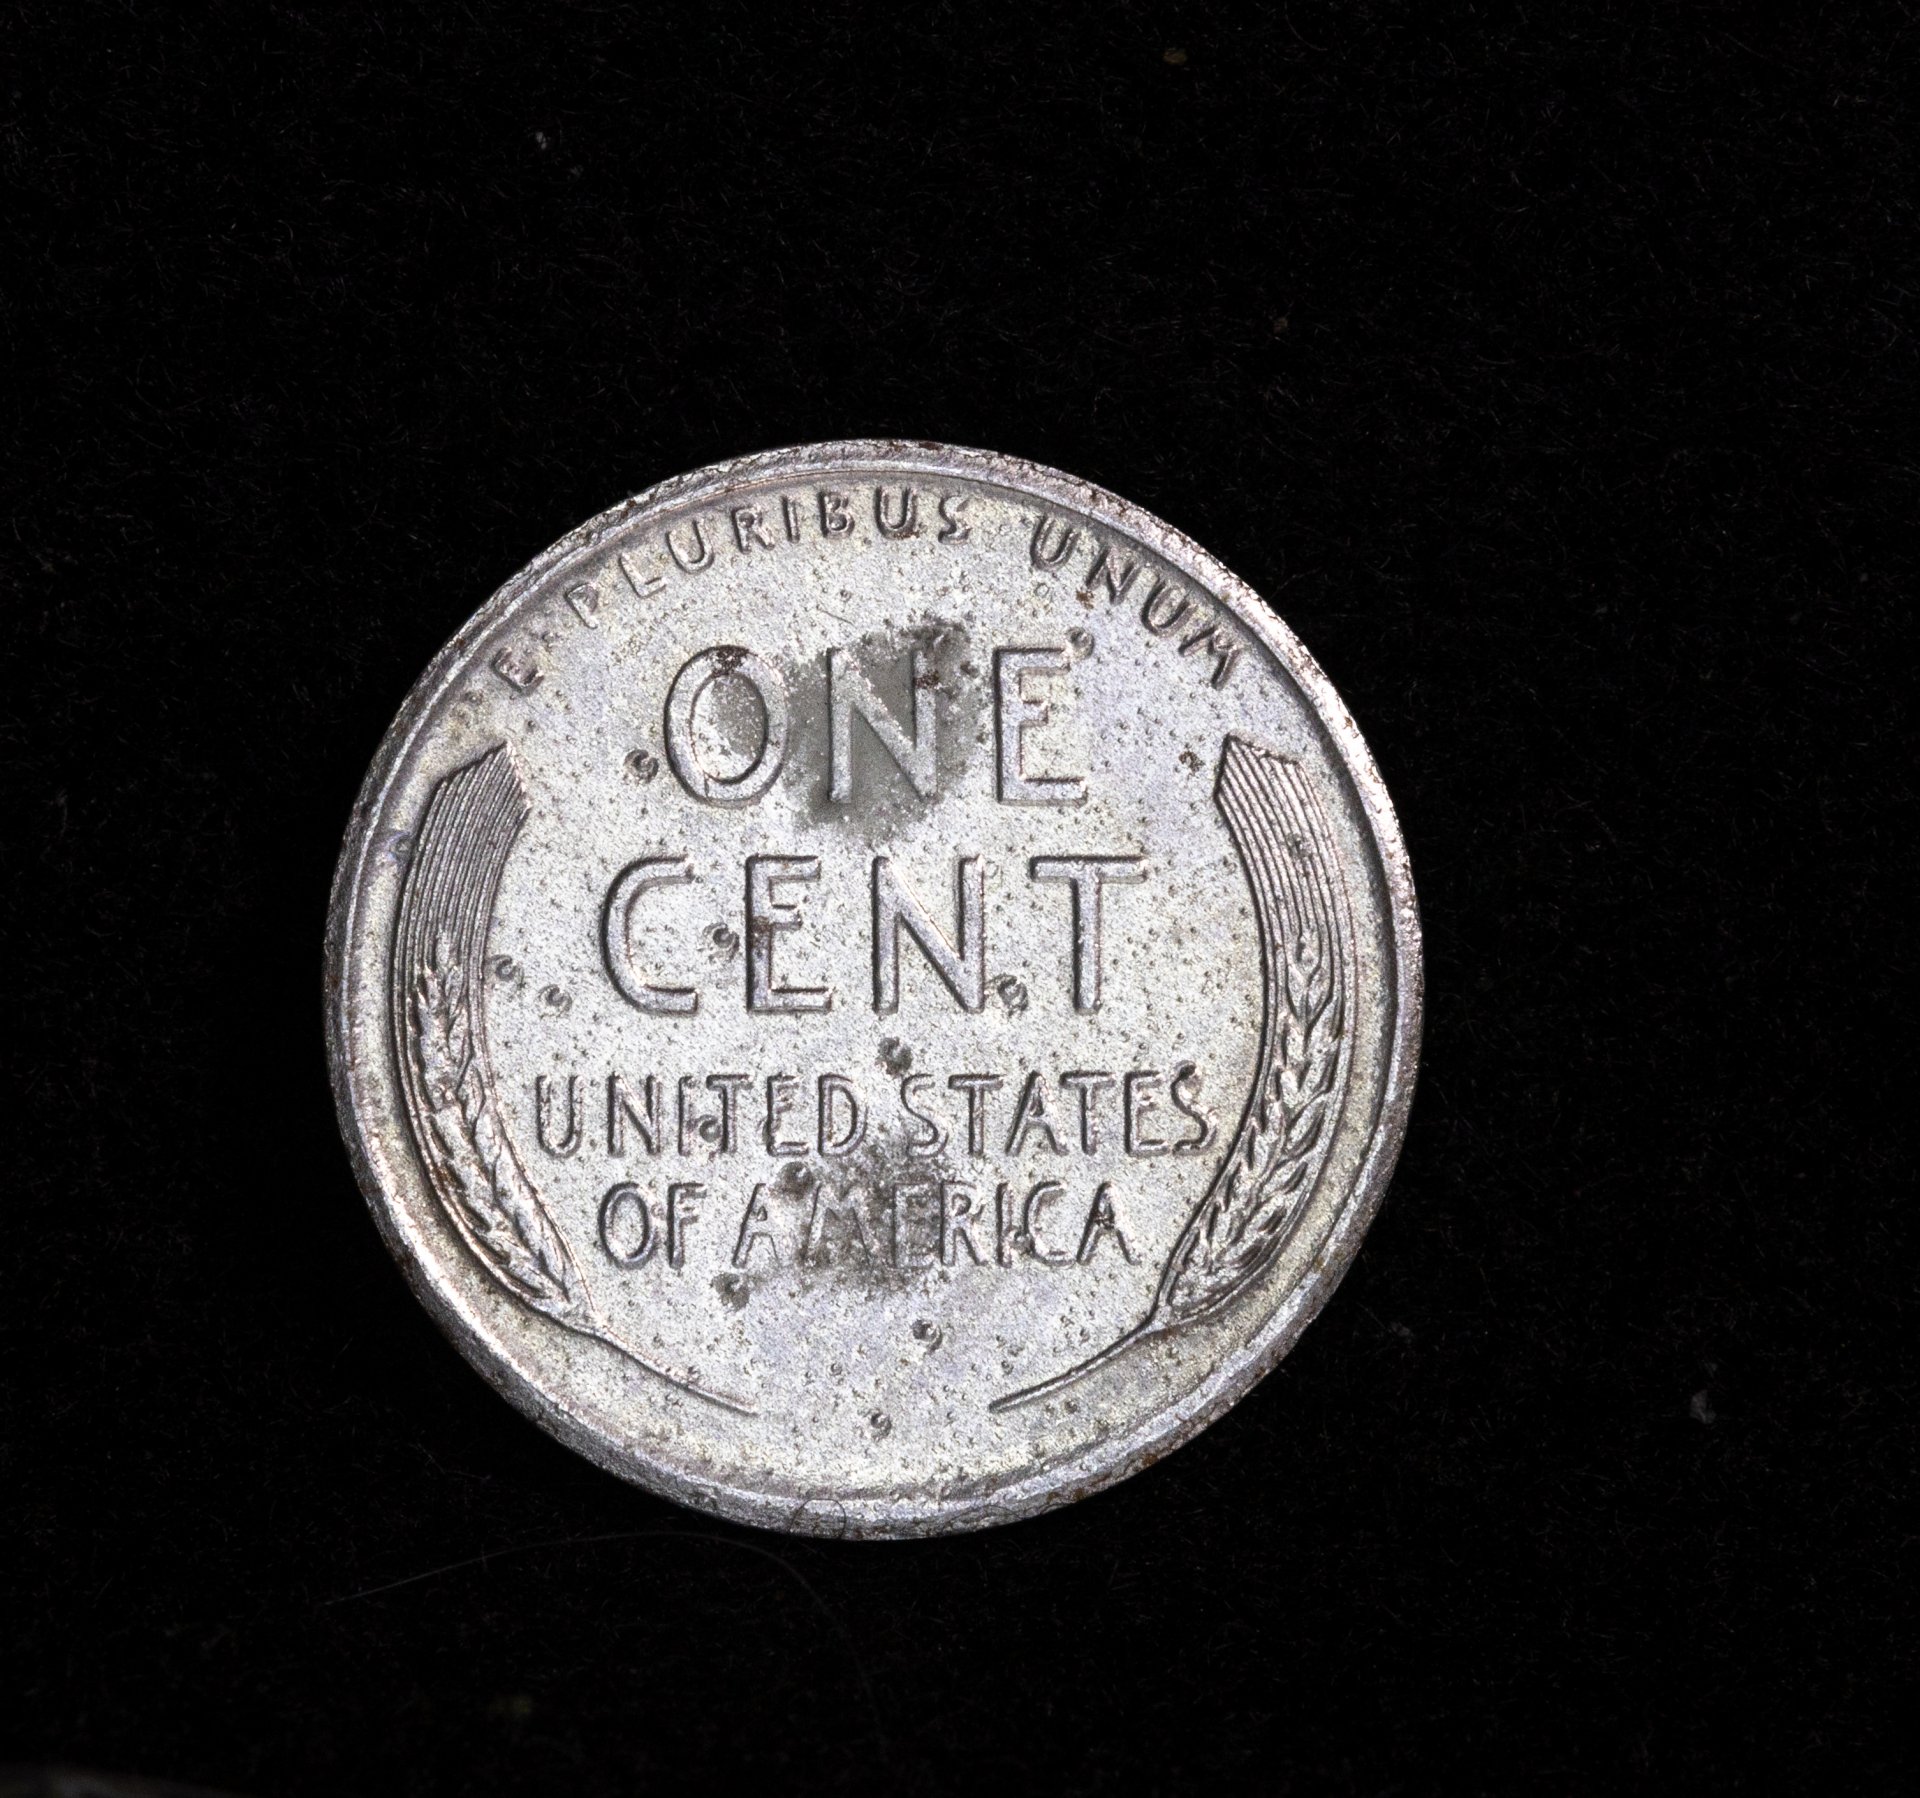 E·PLURIBUS UNUM
ONE
CENT
UNITED STATES
OF AMERICA